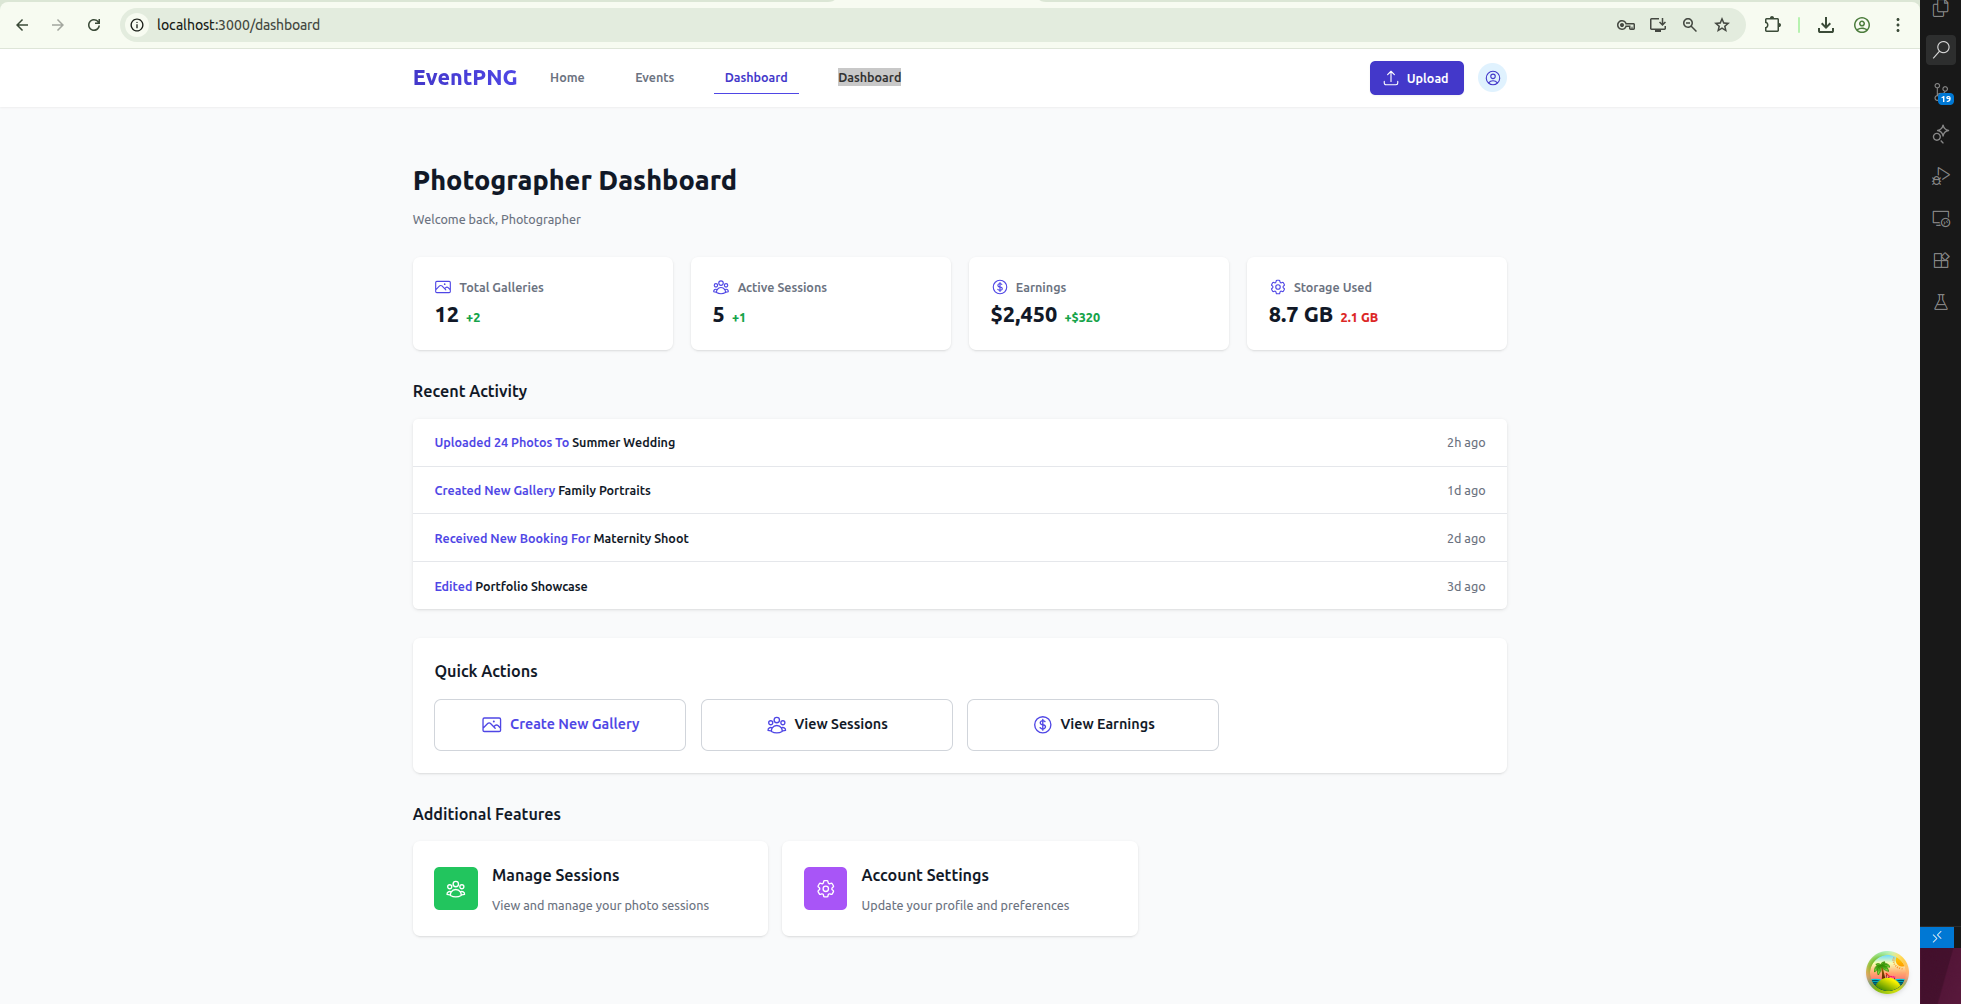 localhost:3000/dashboard
EventPNG Home Events Dashboard Dashboard Upload
19
Photographer Dashboard
Welcome back, Photographer
Total Galleries
12 +2
Active Sessions
5 +1
Earnings
$2,450 +$320
Storage Used
8.7 GB 2.1 GB
Recent Activity
Uploaded 24 Photos To Summer Wedding 2h ago
Created New Gallery Family Portraits 1d ago
Received New Booking For Maternity Shoot 2d ago
Edited Portfolio Showcase 3d ago
Quick Actions
Create New Gallery View Sessions View Earnings
Additional Features
Manage Sessions
View and manage your photo sessions
Account Settings
Update your profile and preferences